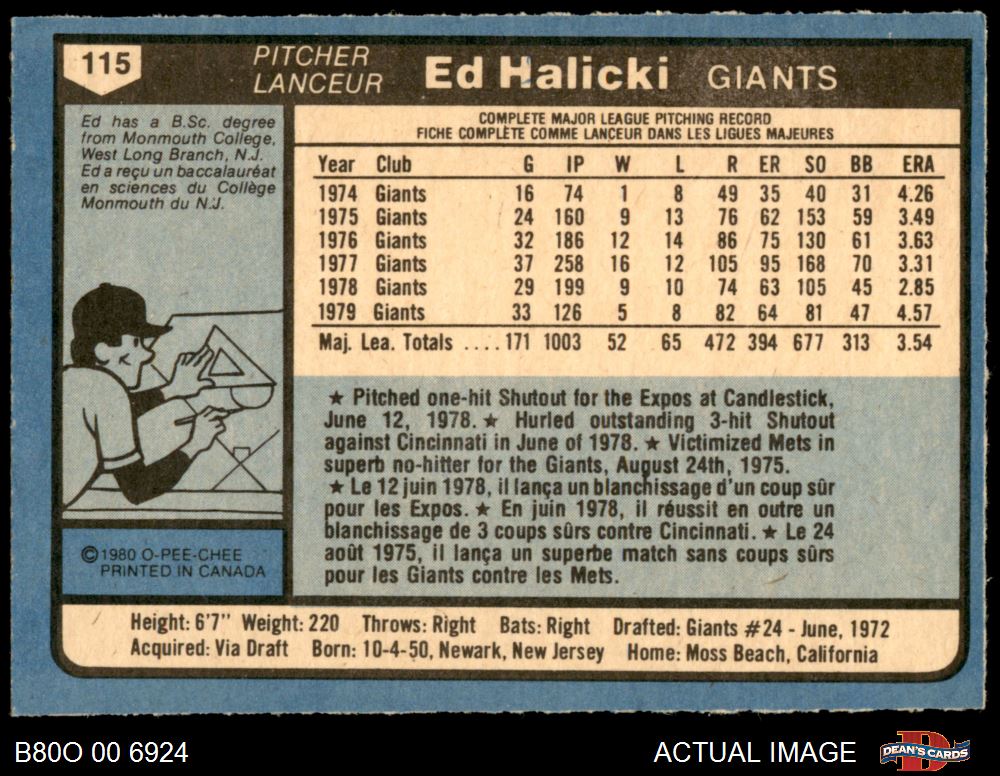 115
PITCHER
LANCEUR
Ed Halicki GIANTS
Ed has a B.Sc. degree
from Monmouth College,
West Long Branch, N.J.
Ed a reçu un baccalauréat
en sciences du Collège
Monmouth du N.J.
COMPLETE MAJOR LEAGUE PITCHING RECORD
FICHE COMPLÈTE COMME LANCEUR DANS LES LIGUES MAJEURES
Year Club G IP W L R ER SO BB ERA
1974 Giants 16 74 1 8 49 35 40 31 4.26
1975 Giants 24 160 9 13 76 62 153 59 3.49
1976 Giants 32 186 12 14 86 75 130 61 3.63
1977 Giants 37 258 16 12 105 95 168 70 3.31
1978 Giants 29 199 9 10 74 63 105 45 2.85
1979 Giants 33 126 5 8 82 64 81 47 4.57
Maj. Lea. Totals ....171 1003 52 65 472 394 677 313 3.54
★ Pitched one-hit Shutout for the Expos at Candlestick,
June 12, 1978. ★ Hurled outstanding 3-hit Shutout
against Cincinnati in June of 1978. ★ Victimized Mets in
superb no-hitter for the Giants, August 24th, 1975.
★ Le 12 juin 1978, il lança un blanchissage d'un coup sûr
pour les Expos. ★ En juin 1978, il réussit en outre un
blanchissage de 3 coups sûrs contre Cincinnati. ★ Le 24
août 1975, il lança un superbe match sans coups sûrs
pour les Giants contre les Mets.
©1980 O-PEE-CHEE
PRINTED IN CANADA
Height: 6'7" Weight: 220 Throws: Right Bats: Right Drafted: Giants #24 - June, 1972
Acquired: Via Draft Born: 10-4-50, Newark, New Jersey Home: Moss Beach, California
B80O 00 6924
ACTUAL IMAGE
DEAN'S CARDS